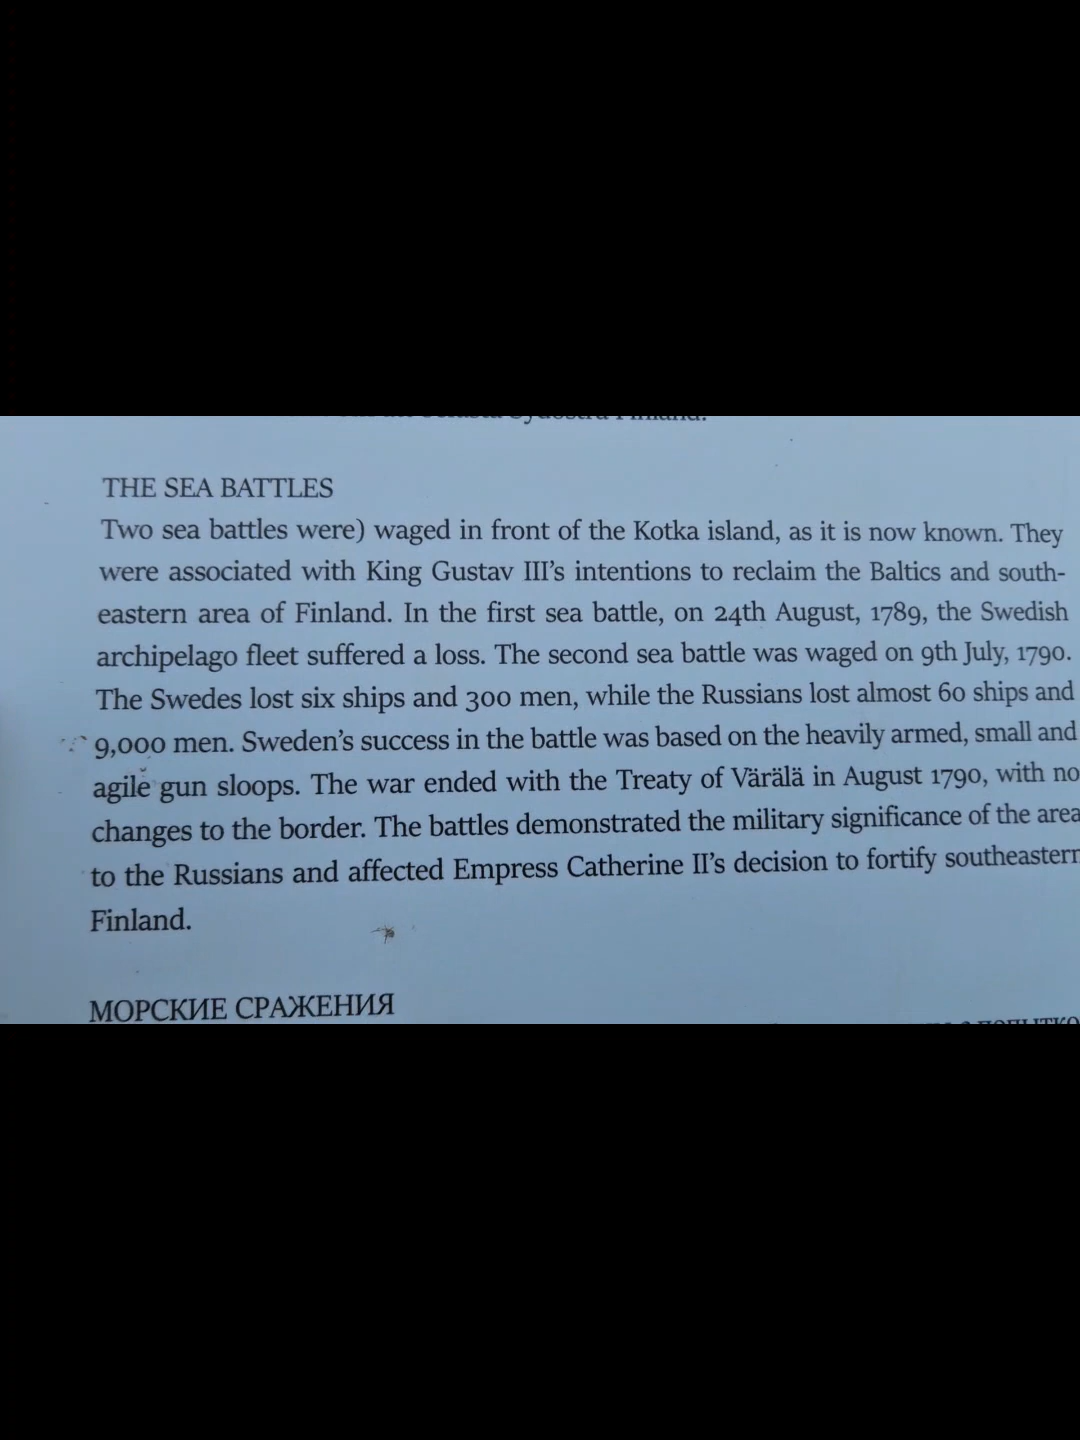 Finland.
THE SEA BATTLES
Two sea battles were) waged in front of the Kotka island, as it is now known. They
were associated with King Gustav III's intentions to reclaim the Baltics and south-
eastern area of Finland. In the first sea battle, on 24th August, 1789, the Swedish
archipelago fleet suffered a loss. The second sea battle was waged on 9th July, 1790.
The Swedes lost six ships and 300 men, while the Russians lost almost 60 ships and
9,000 men. Sweden's success in the battle was based on the heavily armed, small and
agile gun sloops. The war ended with the Treaty of Värälä in August 1790, with no
changes to the border. The battles demonstrated the military significance of the area
to the Russians and affected Empress Catherine II's decision to fortify southeastern
Finland.
МОРСКИЕ СРАЖЕНИЯ